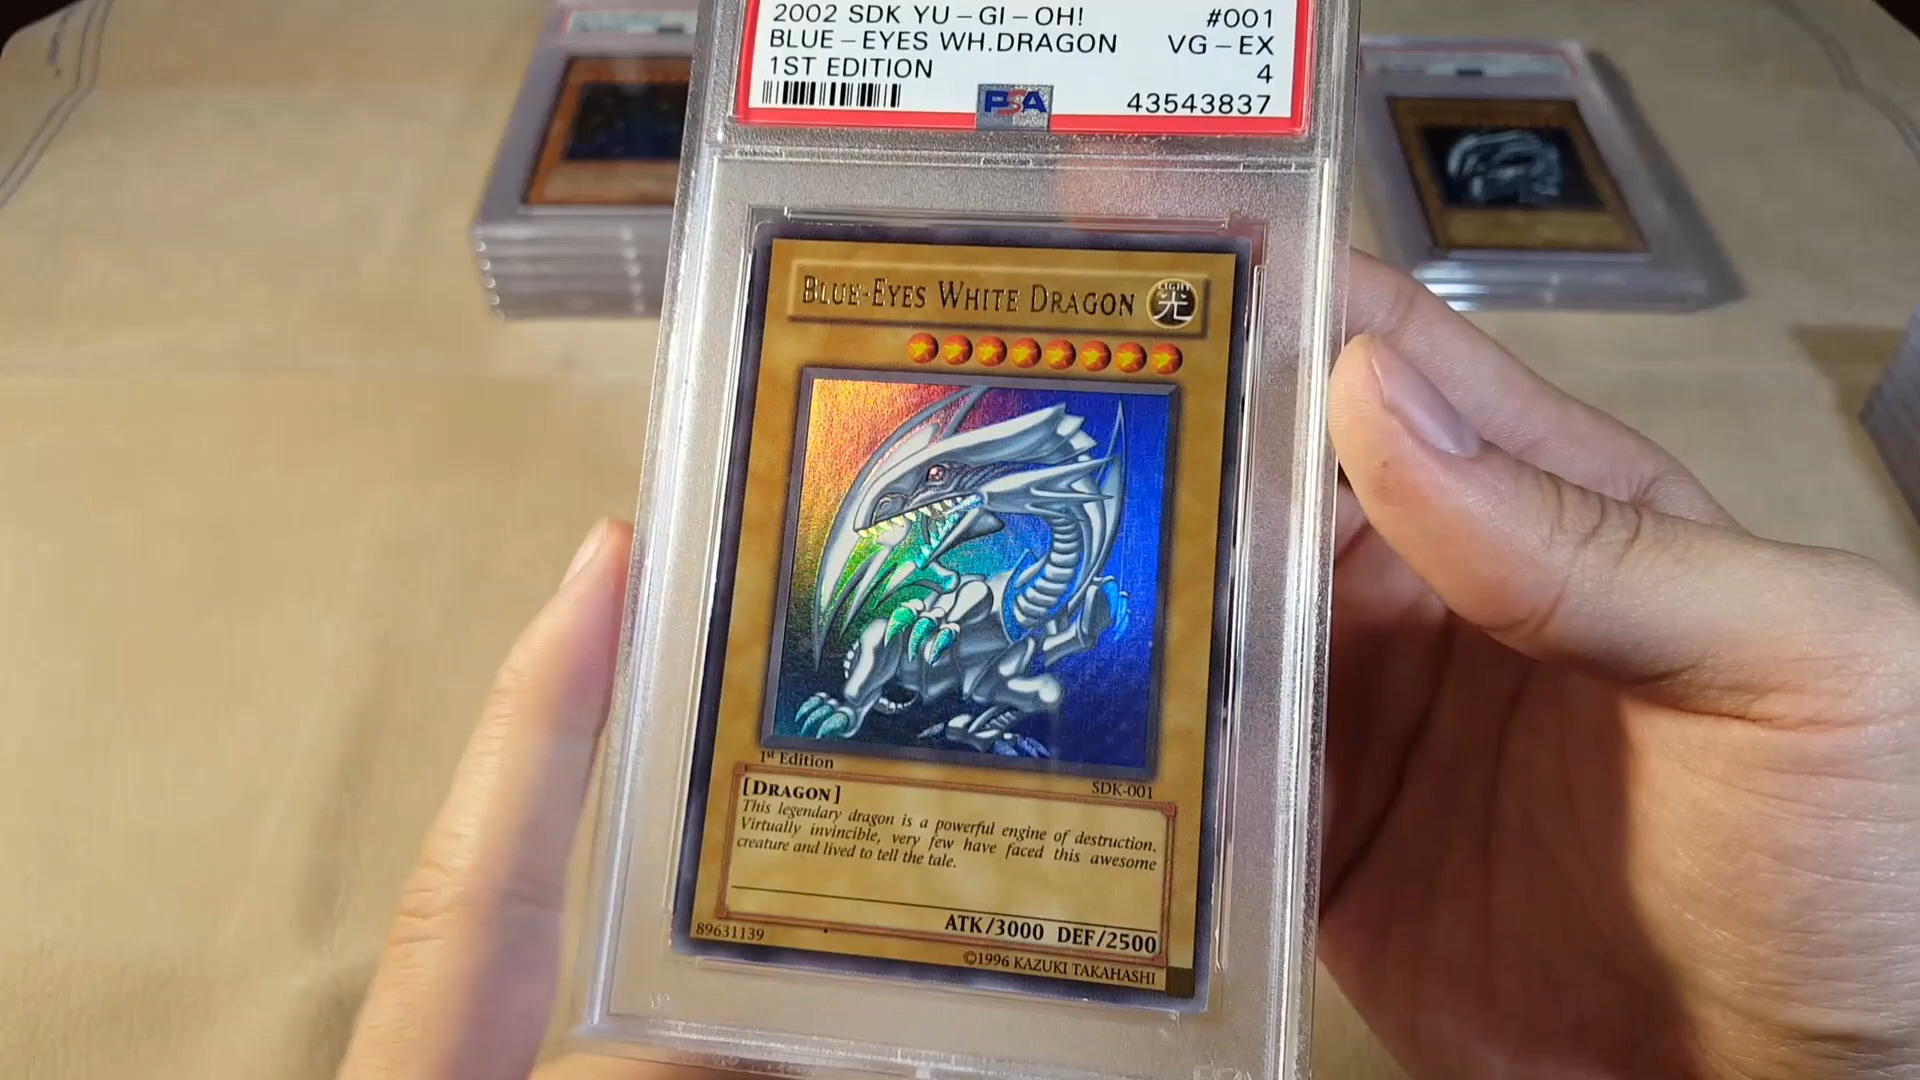 2002 SDK YU-GI-OH! #001
BLUE-EYES WH.DRAGON VG-EX
1ST EDITION 4
PSA 43543837
BLUE-EYES WHITE DRAGON
LIGHT
光
1st Edition
SDK-001
[DRAGON]
This legendary dragon is a powerful engine of destruction.
Virtually invincible, very few have faced this awesome
creature and lived to tell the tale.
ATK/3000 DEF/2500
89631139
©1996 KAZUKI TAKAHASHI